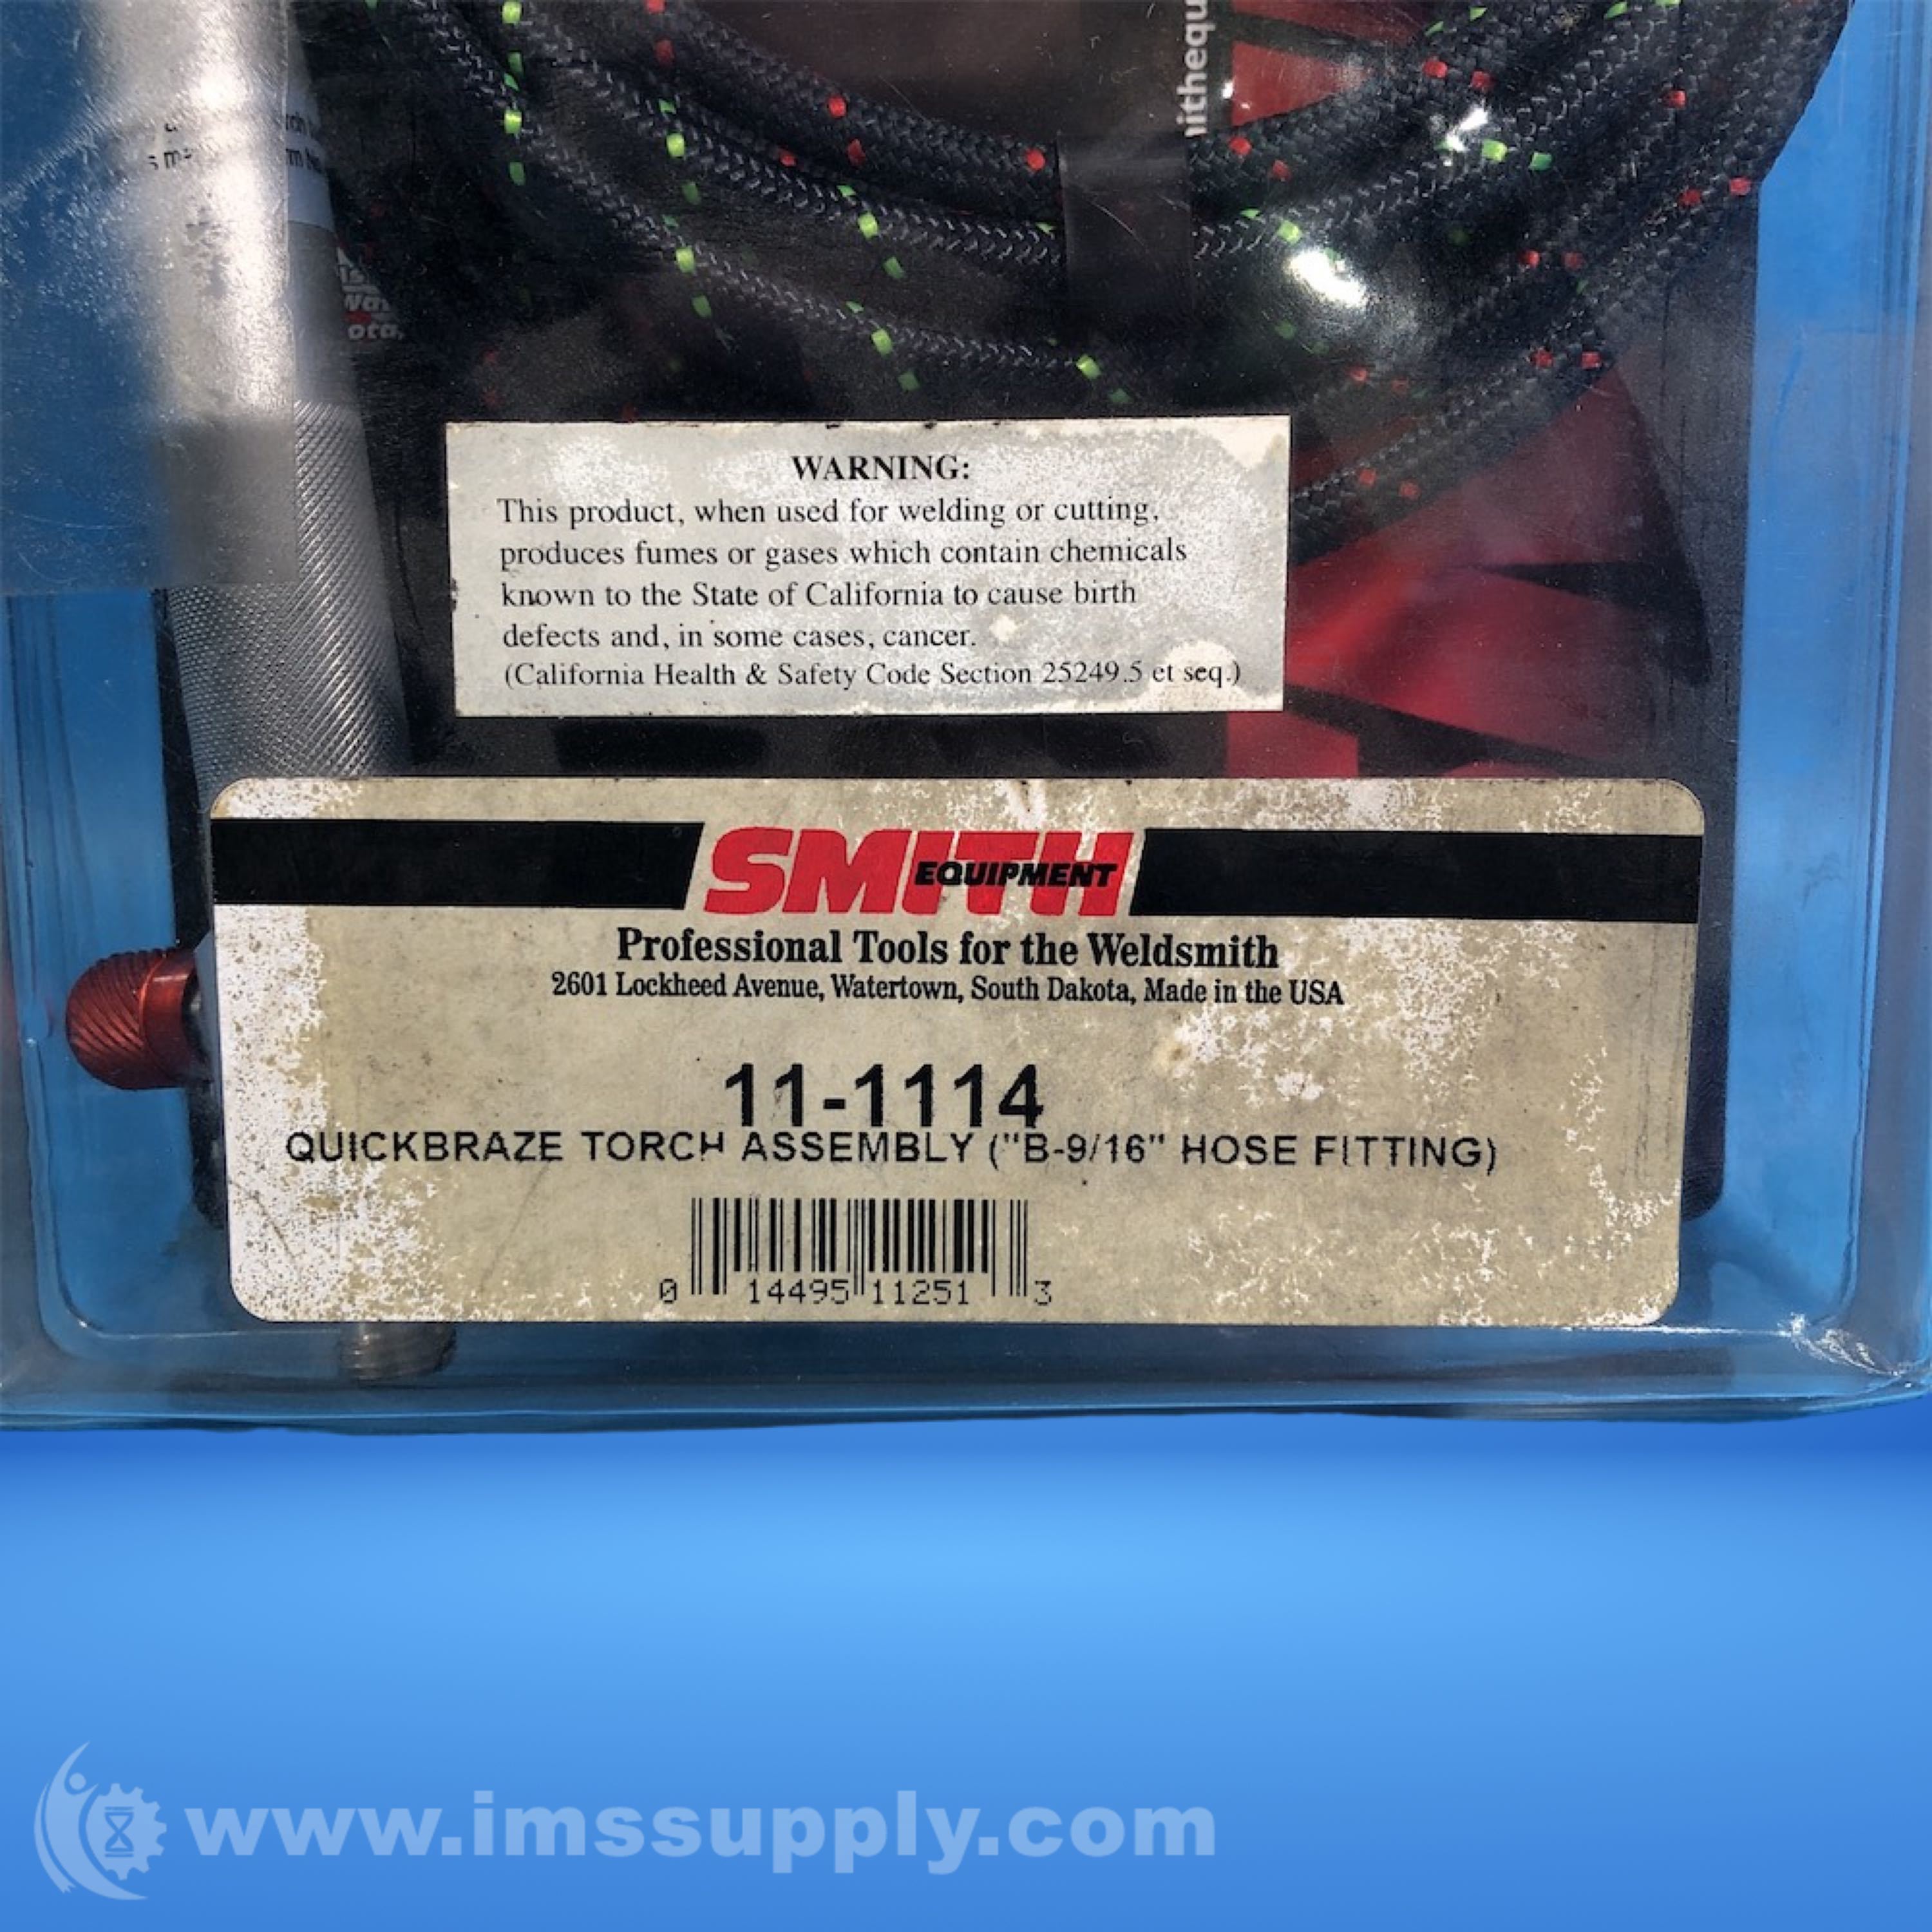 WARNING:
This product, when used for welding or cutting,
produces fumes or gases which contain chemicals
known to the State of California to cause birth
defects and, in some cases, cancer.
(California Health & Safety Code Section 25249.5 et seq.)
SMITH
EQUIPMENT
Professional Tools for the Weldsmith
2601 Lockheed Avenue, Watertown, South Dakota, Made in the USA
11-1114
QUICKBRAZE TORCH ASSEMBLY ("B-9/16" HOSE FITTING)
0 14495 11251 3
www.imssupply.com